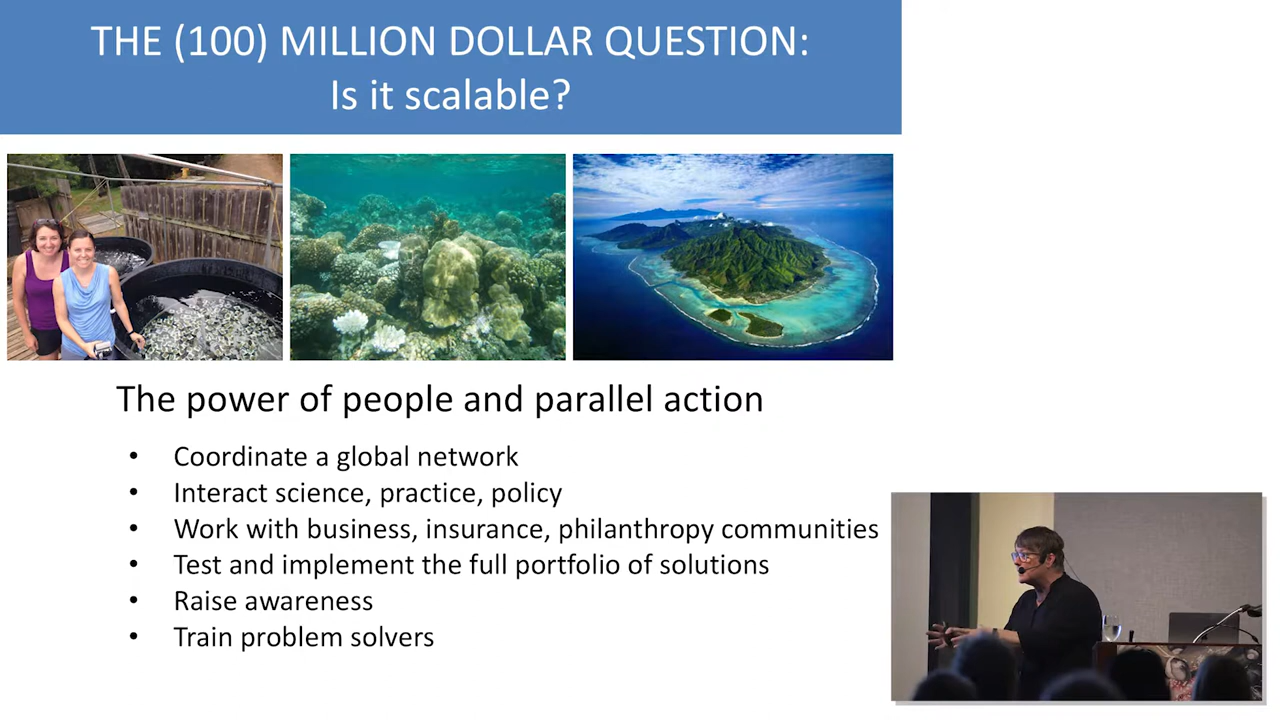 THE (100) MILLION DOLLAR QUESTION:
Is it scalable?
The power of people and parallel action
• Coordinate a global network
• Interact science, practice, policy
• Work with business, insurance, philanthropy communities
• Test and implement the full portfolio of solutions
• Raise awareness
• Train problem solvers